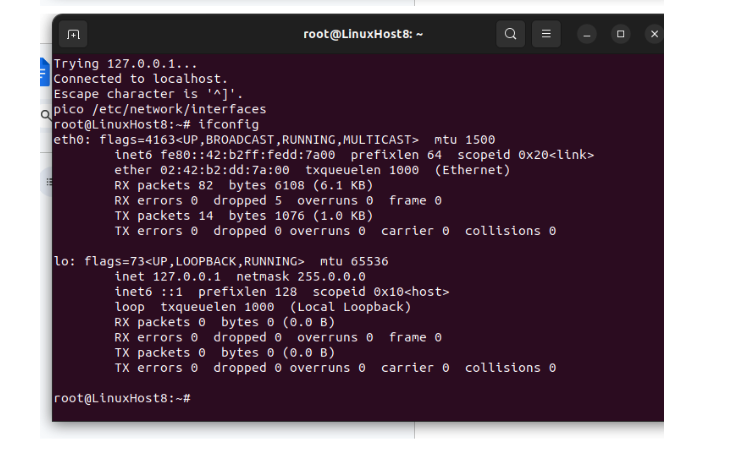 root@LinuxHost8: ~
Trying 127.0.0.1...
Connected to localhost.
Escape character is '^]'.
pico /etc/network/interfaces
root@LinuxHost8:~# ifconfig
eth0: flags=4163<UP,BROADCAST,RUNNING,MULTICAST>  mtu 1500
        inet6 fe80::42:b2ff:fedd:7a00  prefixlen 64  scopeid 0x20<link>
        ether 02:42:b2:dd:7a:00  txqueuelen 1000  (Ethernet)
        RX packets 82  bytes 6108 (6.1 KB)
        RX errors 0  dropped 5  overruns 0  frame 0
        TX packets 14  bytes 1076 (1.0 KB)
        TX errors 0  dropped 0 overruns 0  carrier 0  collisions 0

lo: flags=73<UP,LOOPBACK,RUNNING>  mtu 65536
        inet 127.0.0.1  netmask 255.0.0.0
        inet6 ::1  prefixlen 128  scopeid 0x10<host>
        loop  txqueuelen 1000  (Local Loopback)
        RX packets 0  bytes 0 (0.0 B)
        RX errors 0  dropped 0  overruns 0  frame 0
        TX packets 0  bytes 0 (0.0 B)
        TX errors 0  dropped 0 overruns 0  carrier 0  collisions 0

root@LinuxHost8:~#